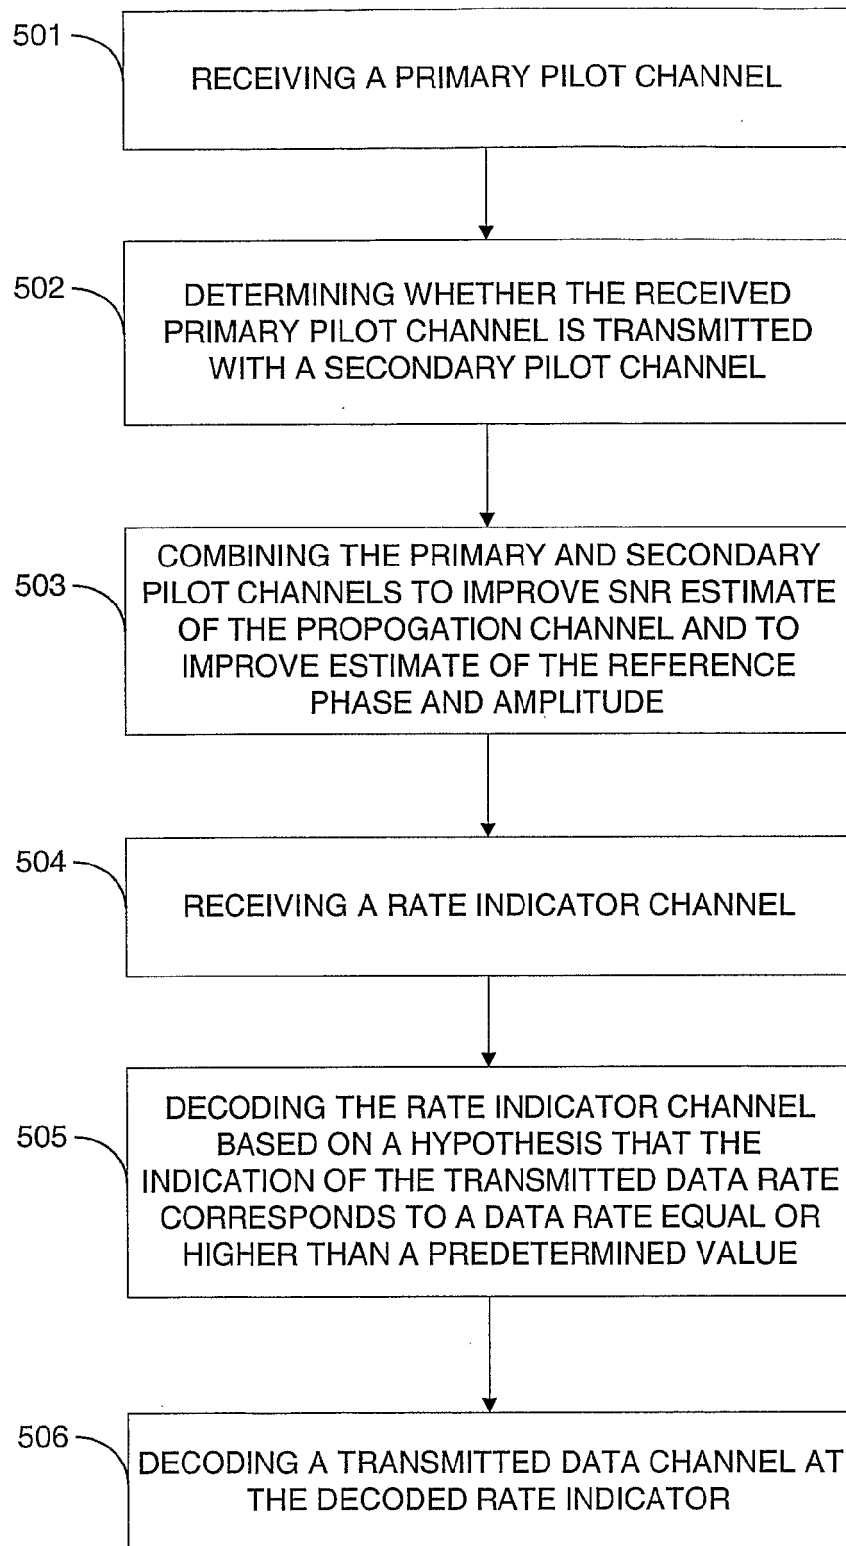 501
RECEIVING A PRIMARY PILOT CHANNEL
502
DETERMINING WHETHER THE RECEIVED
PRIMARY PILOT CHANNEL IS TRANSMITTED
WITH A SECONDARY PILOT CHANNEL
503
COMBINING THE PRIMARY AND SECONDARY
PILOT CHANNELS TO IMPROVE SNR ESTIMATE
OF THE PROPOGATION CHANNEL AND TO
IMPROVE ESTIMATE OF THE REFERENCE
PHASE AND AMPLITUDE
504
RECEIVING A RATE INDICATOR CHANNEL
505
DECODING THE RATE INDICATOR CHANNEL
BASED ON A HYPOTHESIS THAT THE
INDICATION OF THE TRANSMITTED DATA RATE
CORRESPONDS TO A DATA RATE EQUAL OR
HIGHER THAN A PREDETERMINED VALUE
506
DECODING A TRANSMITTED DATA CHANNEL AT
THE DECODED RATE INDICATOR